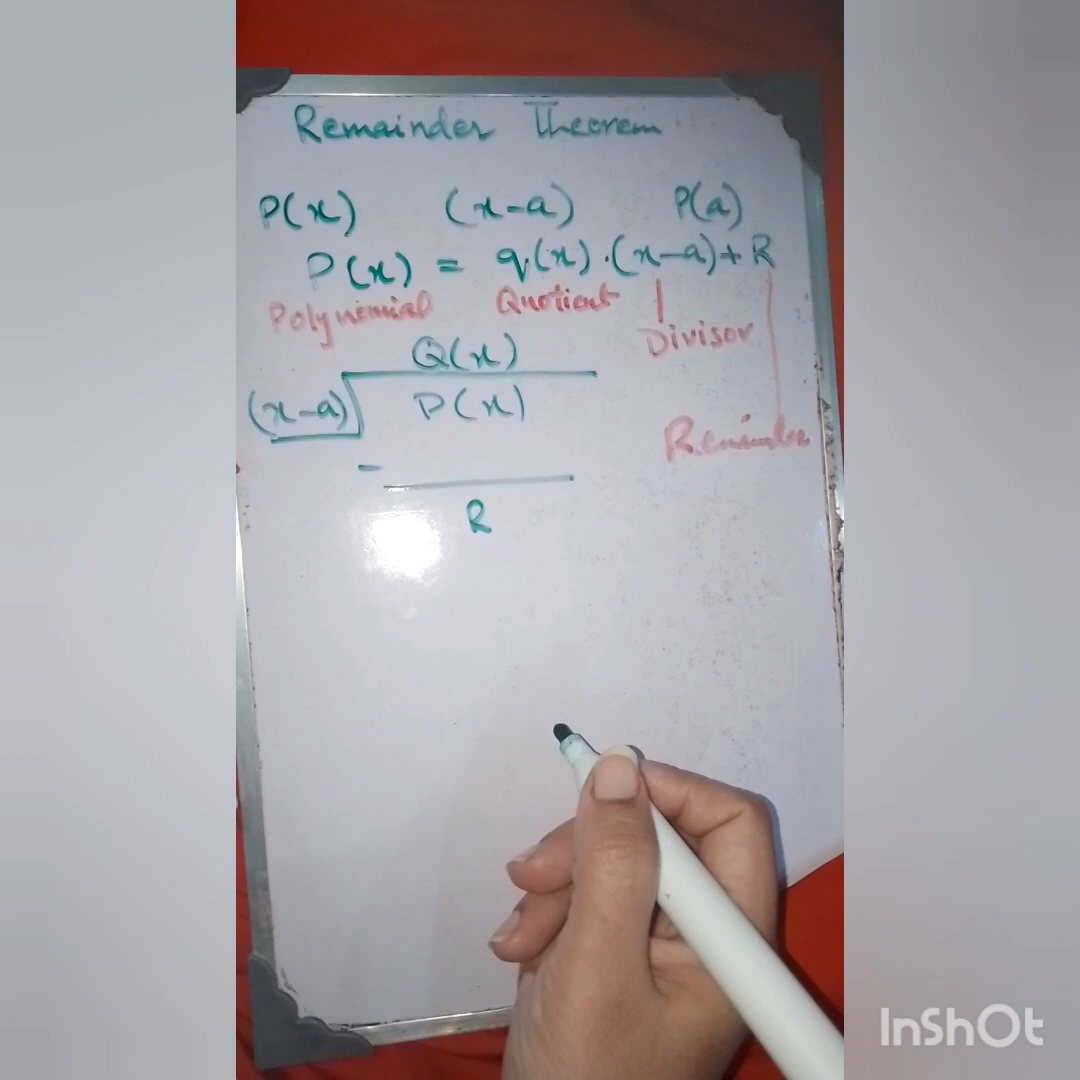 Remainder Theorem
P(x) (x-a) P(a)
P(x) = q(x).(x-a)+R
Polynomial Quotient Divisor
Q(x)
(x-a) P(x)
Remainder
-
R
InShOt